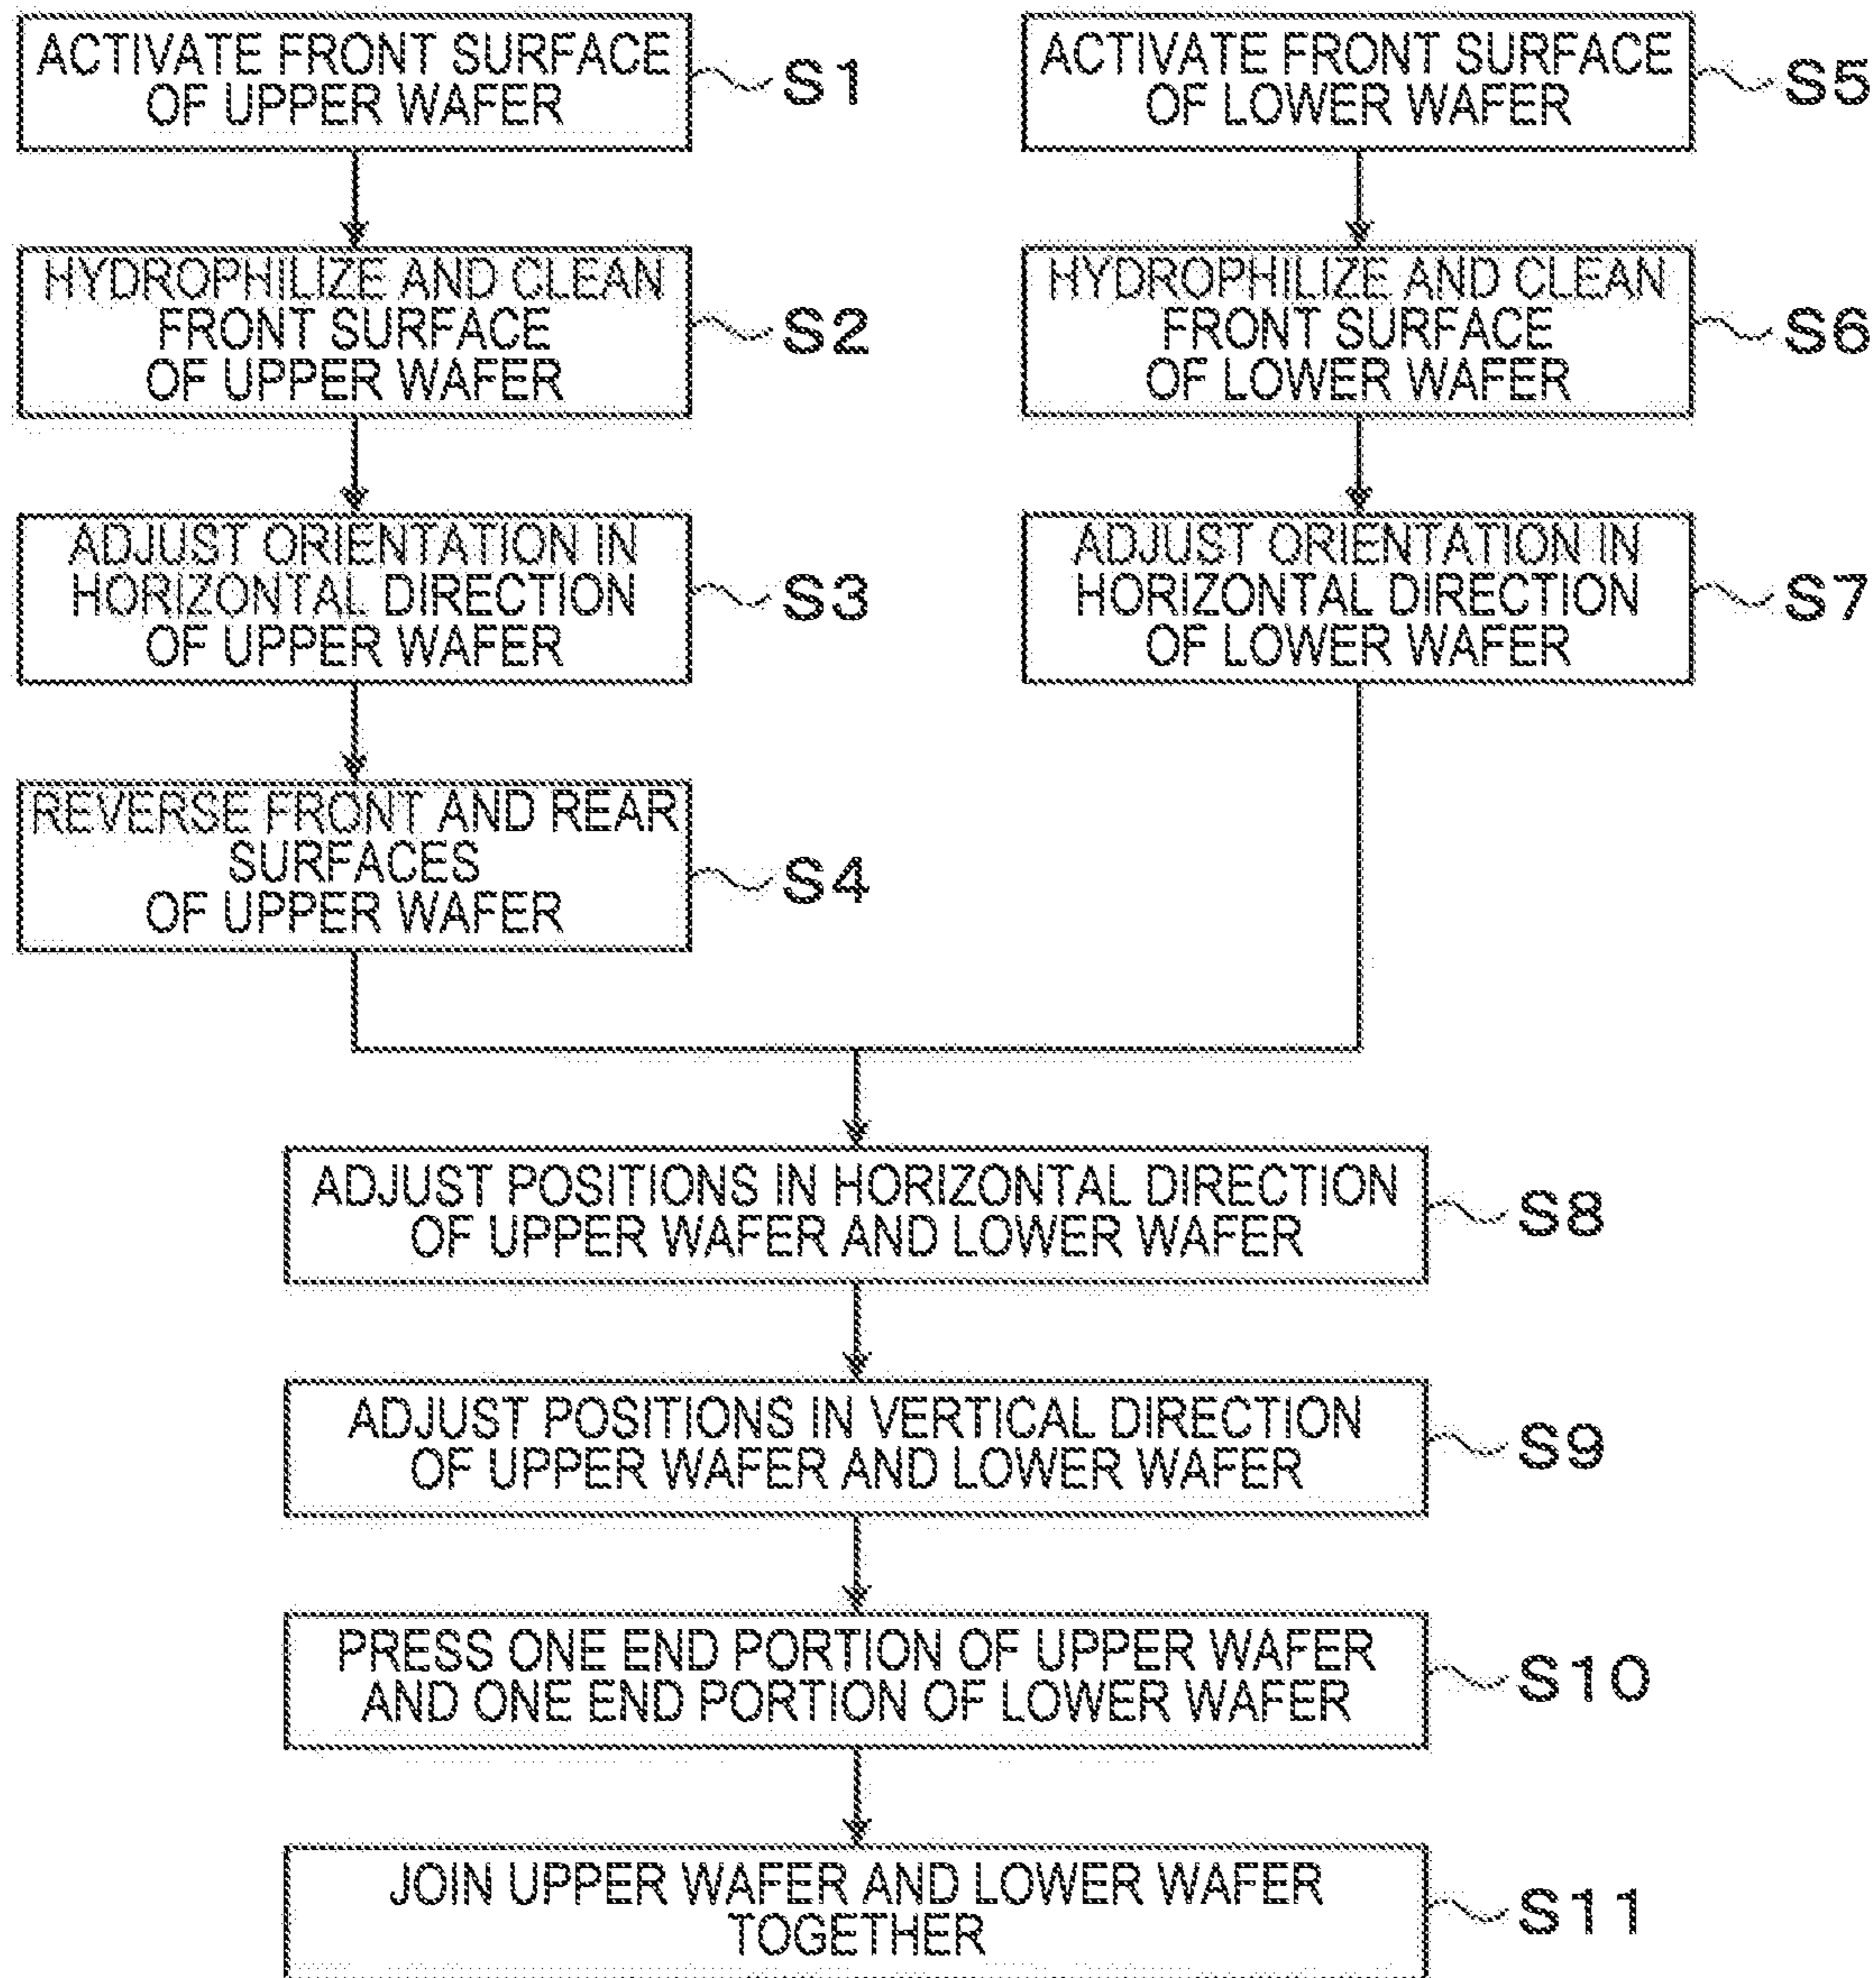 ACTIVATE FRONT SURFACE
OF UPPER WAFER
S1
HYDROPHILIZE AND CLEAN
FRONT SURFACE
OF UPPER WAFER
S2
ADJUST ORIENTATION IN
HORIZONTAL DIRECTION
OF UPPER WAFER
S3
REVERSE FRONT AND REAR
SURFACES
OF UPPER WAFER
S4
ACTIVATE FRONT SURFACE
OF LOWER WAFER
S5
HYDROPHILIZE AND CLEAN
FRONT SURFACE
OF LOWER WAFER
S6
ADJUST ORIENTATION IN
HORIZONTAL DIRECTION
OF LOWER WAFER
S7
ADJUST POSITIONS IN HORIZONTAL DIRECTION
OF UPPER WAFER AND LOWER WAFER
S8
ADJUST POSITIONS IN VERTICAL DIRECTION
OF UPPER WAFER AND LOWER WAFER
S9
PRESS ONE END PORTION OF UPPER WAFER
AND ONE END PORTION OF LOWER WAFER
S10
JOIN UPPER WAFER AND LOWER WAFER
TOGETHER
S11